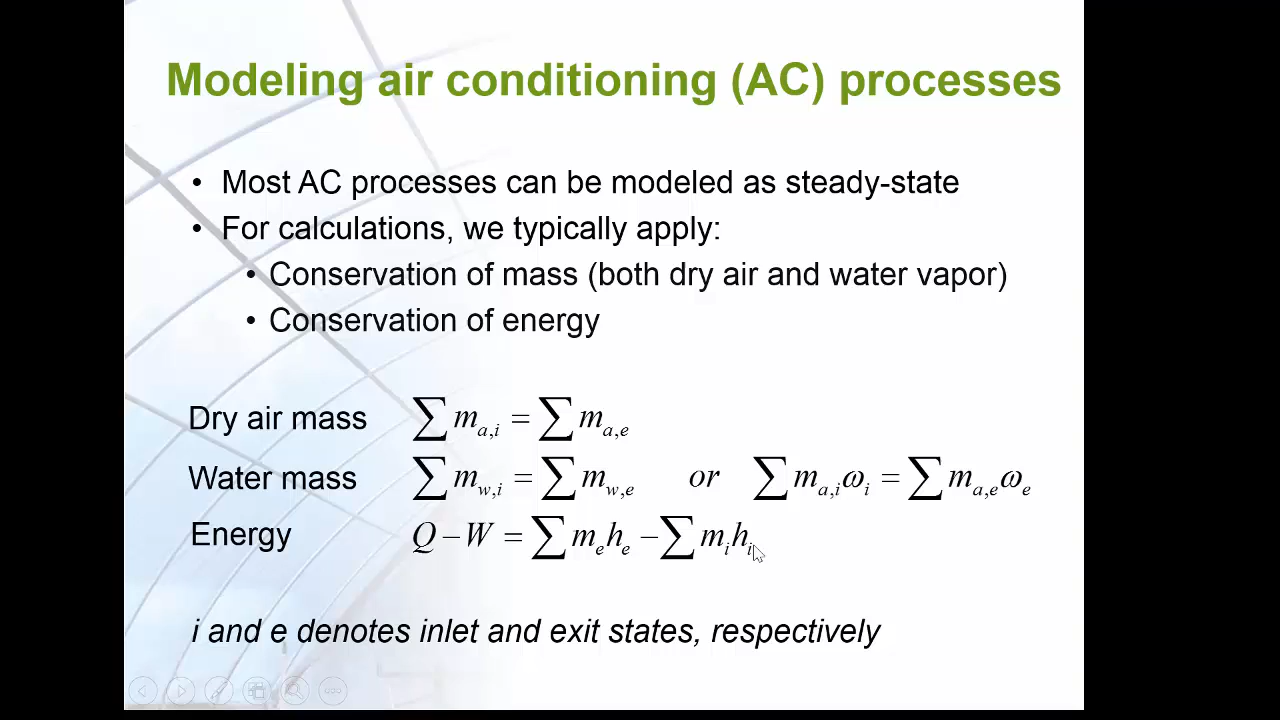 Modeling air conditioning (AC) processes
• Most AC processes can be modeled as steady-state
• For calculations, we typically apply:
• Conservation of mass (both dry air and water vapor)
• Conservation of energy
Dry air mass ∑ m_{a,i} = ∑ m_{a,e}
Water mass ∑ m_{w,i} = ∑ m_{w,e} or ∑ m_{a,i} ω_i = ∑ m_{a,e} ω_e
Energy Q – W = ∑ m_e h_e – ∑ m_i h_i
i and e denotes inlet and exit states, respectively